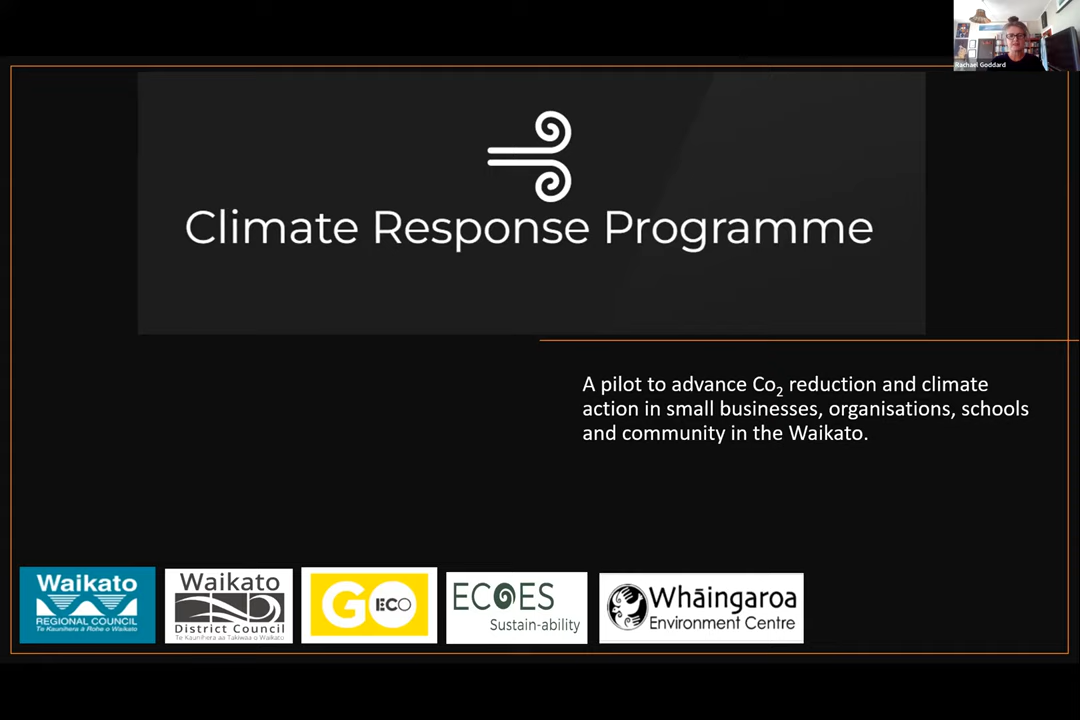 Rachael Goddard
Climate Response Programme
A pilot to advance Co₂ reduction and climate
action in small businesses, organisations, schools
and community in the Waikato.
Waikato
REGIONAL COUNCIL
Te Kaunihera ā Rohe o Waikato
Waikato
District Council
Te Kaunihera aa Takiwaa o Waikato
GO ECO
ECOES
Sustain-ability
Whāingaroa
Environment Centre